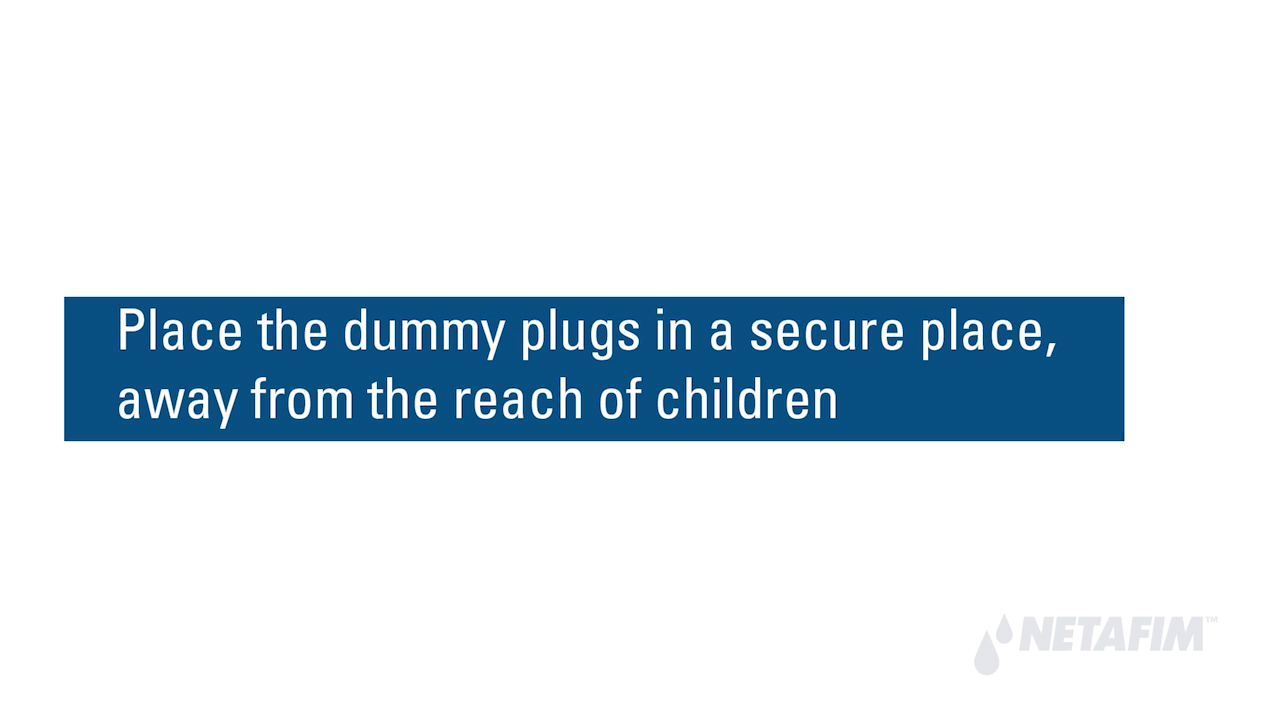 Place the dummy plugs in a secure place,
away from the reach of children
NETAFIM™